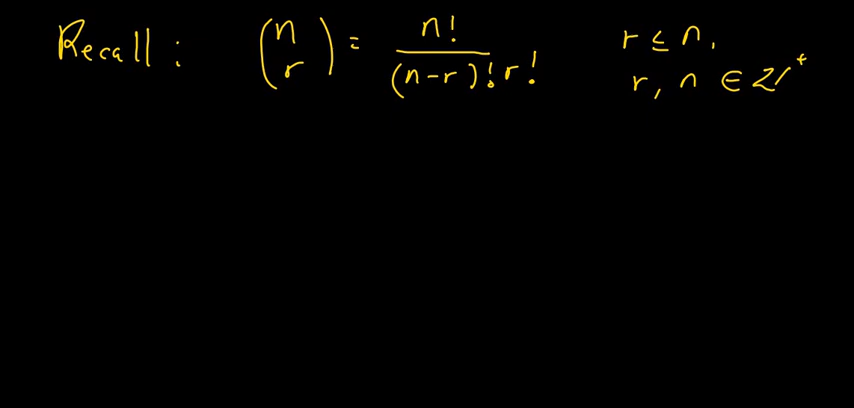 Recall : (n r) = n! / (n-r)! r! r ≤ n,
r, n ∈ ℤ⁺